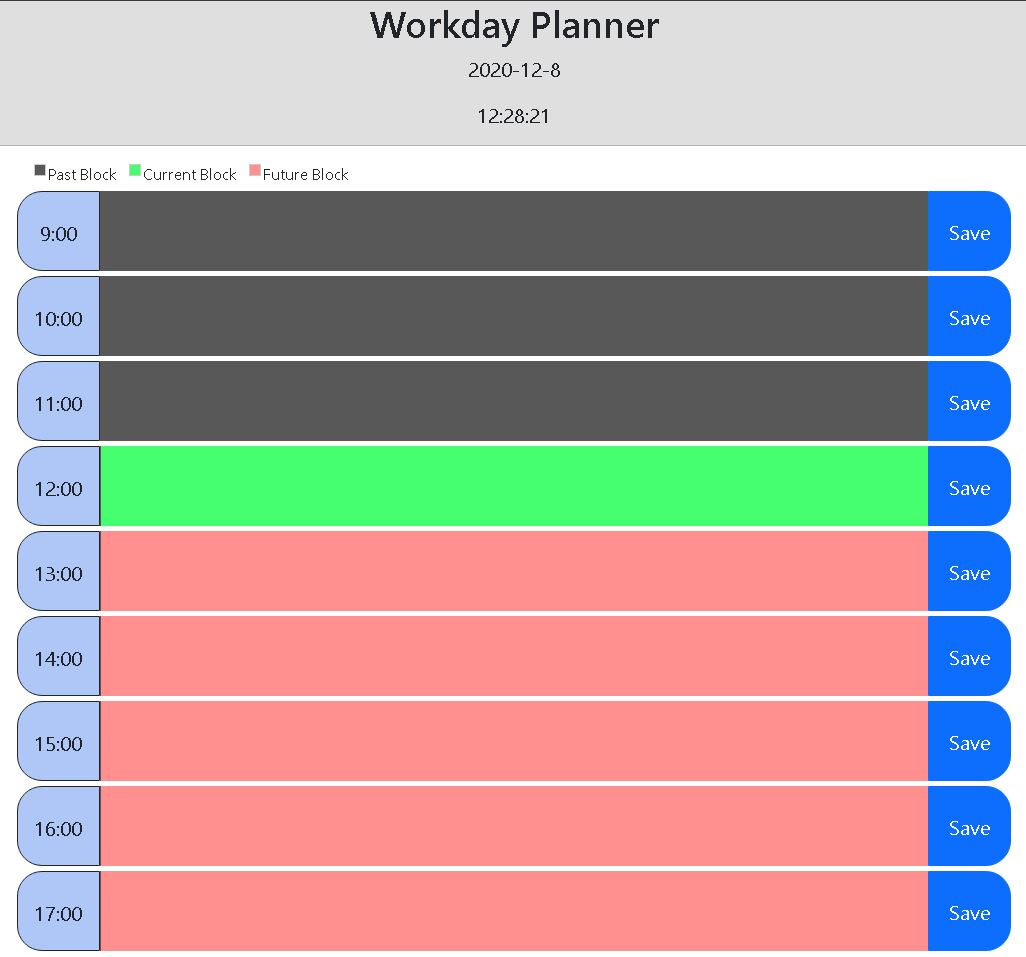 Workday Planner
2020-12-8
12:28:21
Past Block Current Block Future Block
9:00 Save
10:00 Save
11:00 Save
12:00 Save
13:00 Save
14:00 Save
15:00 Save
16:00 Save
17:00 Save